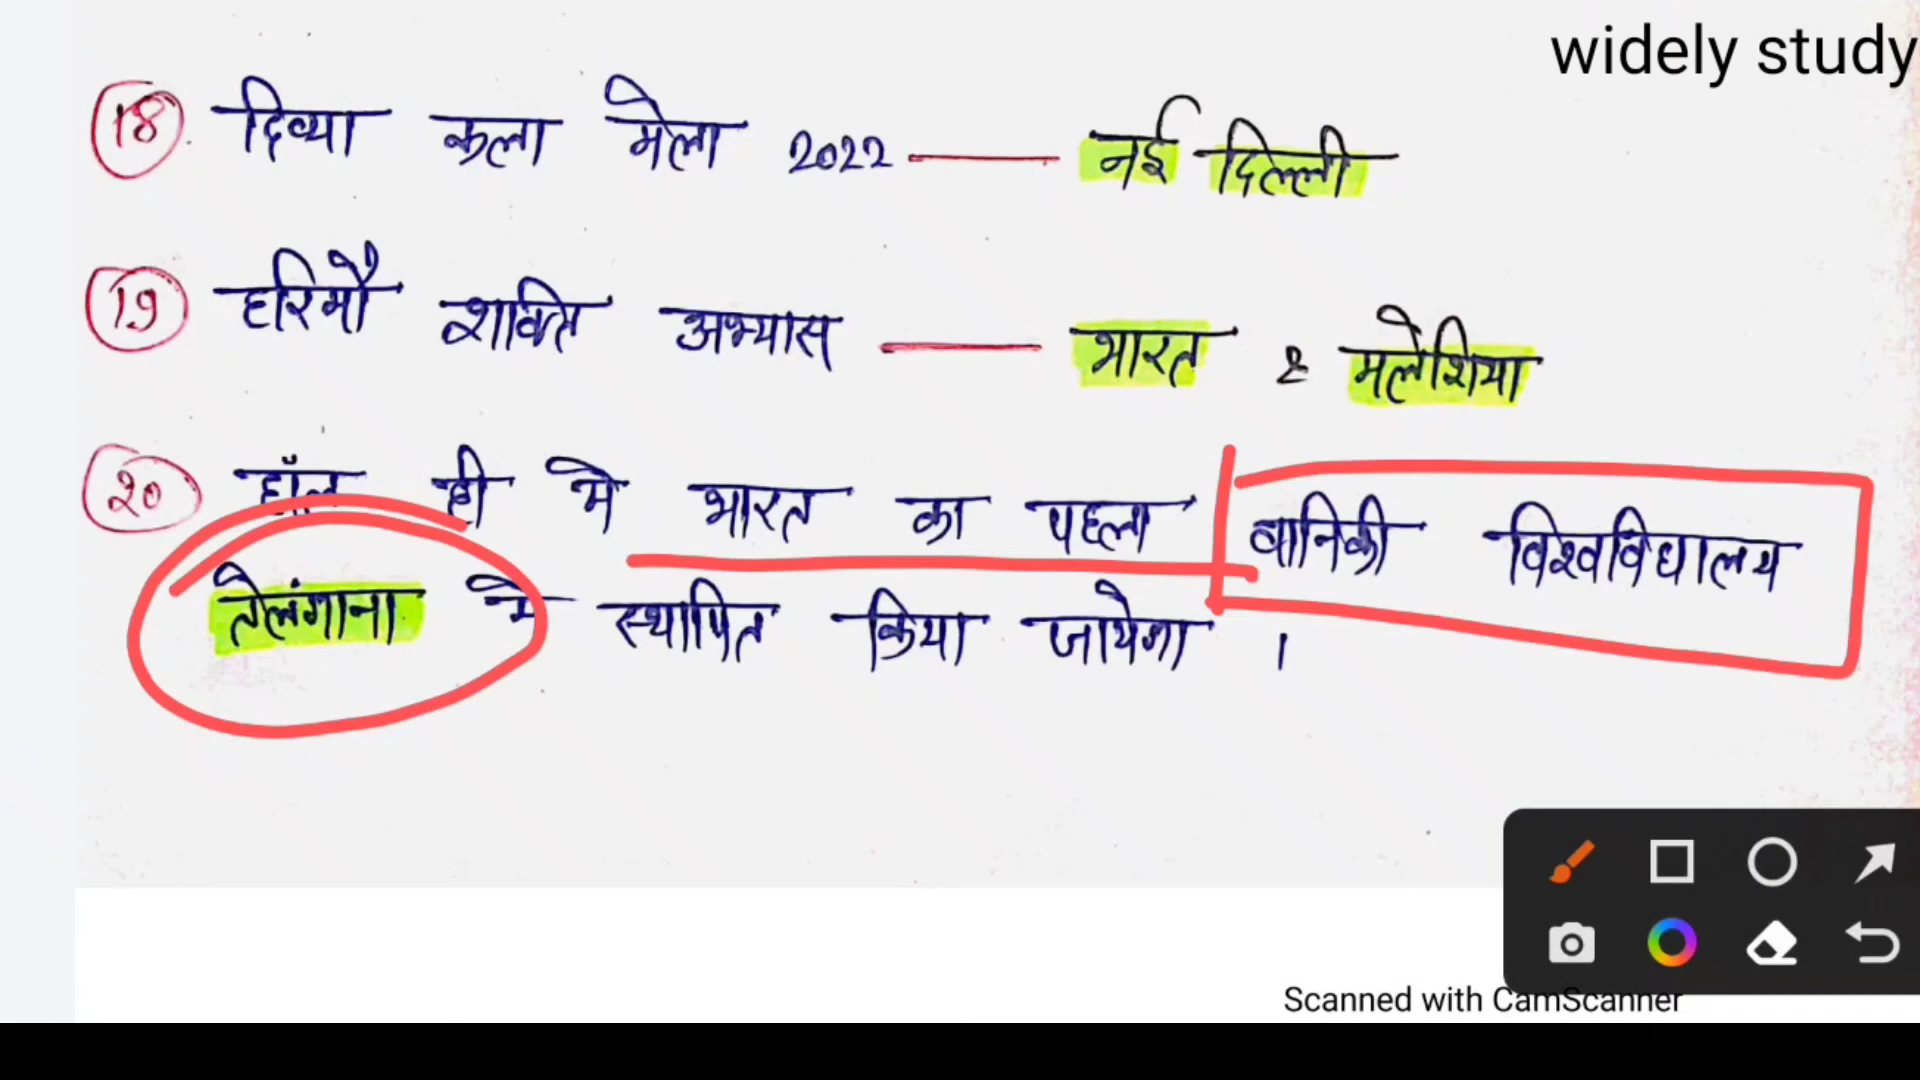 widely study
18 दिव्या कला मेला 2022 — नई दिल्ली
19 हरिमौ शक्ति अभ्यास — भारत & मलेशिया
20 हॉल ही मे भारत का पहला वानिकी विश्वविद्यालय
तेलंगाना मे स्थापित किया जायेगा ।
Scanned with CamScanner